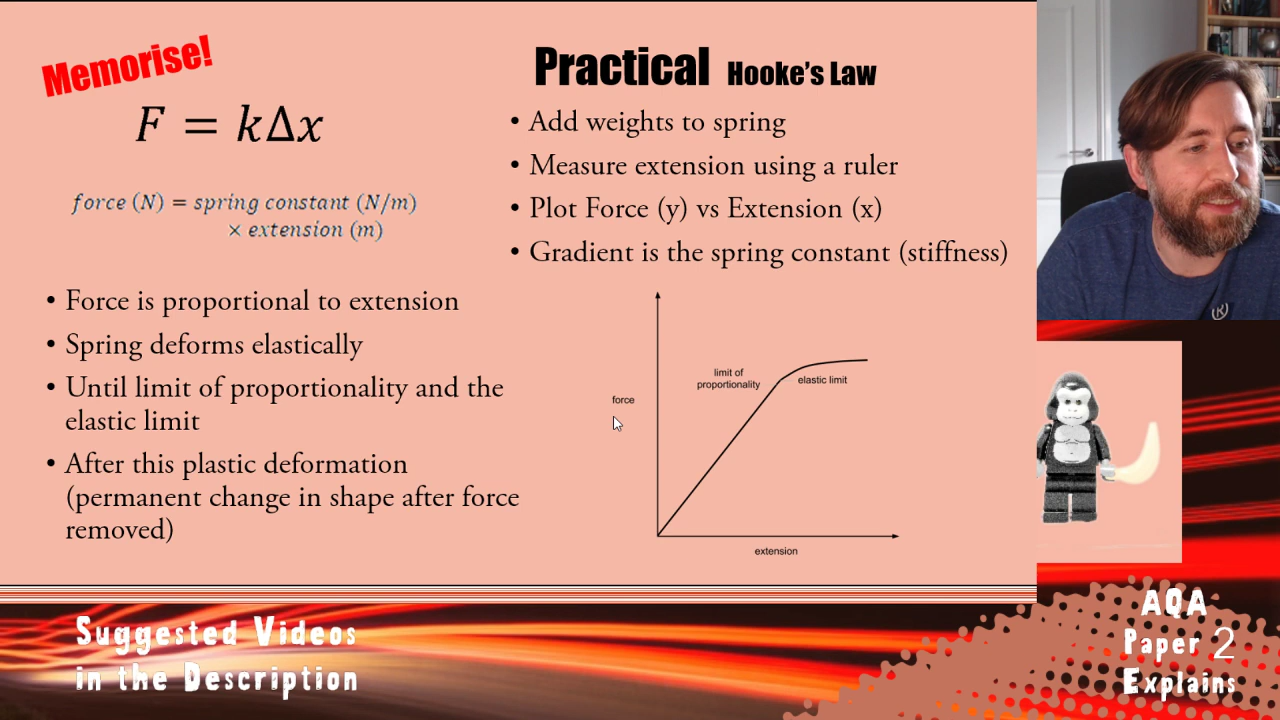 Memorise!
F = kΔx
force (N) = spring constant (N/m)
× extension (m)
• Force is proportional to extension
• Spring deforms elastically
• Until limit of proportionality and the
elastic limit
• After this plastic deformation
(permanent change in shape after force
removed)
Practical Hooke’s Law
• Add weights to spring
• Measure extension using a ruler
• Plot Force (y) vs Extension (x)
• Gradient is the spring constant (stiffness)
limit of
proportionality
elastic limit
force
extension
Suggested Videos
in the Description
AQA
Paper 2
Explains